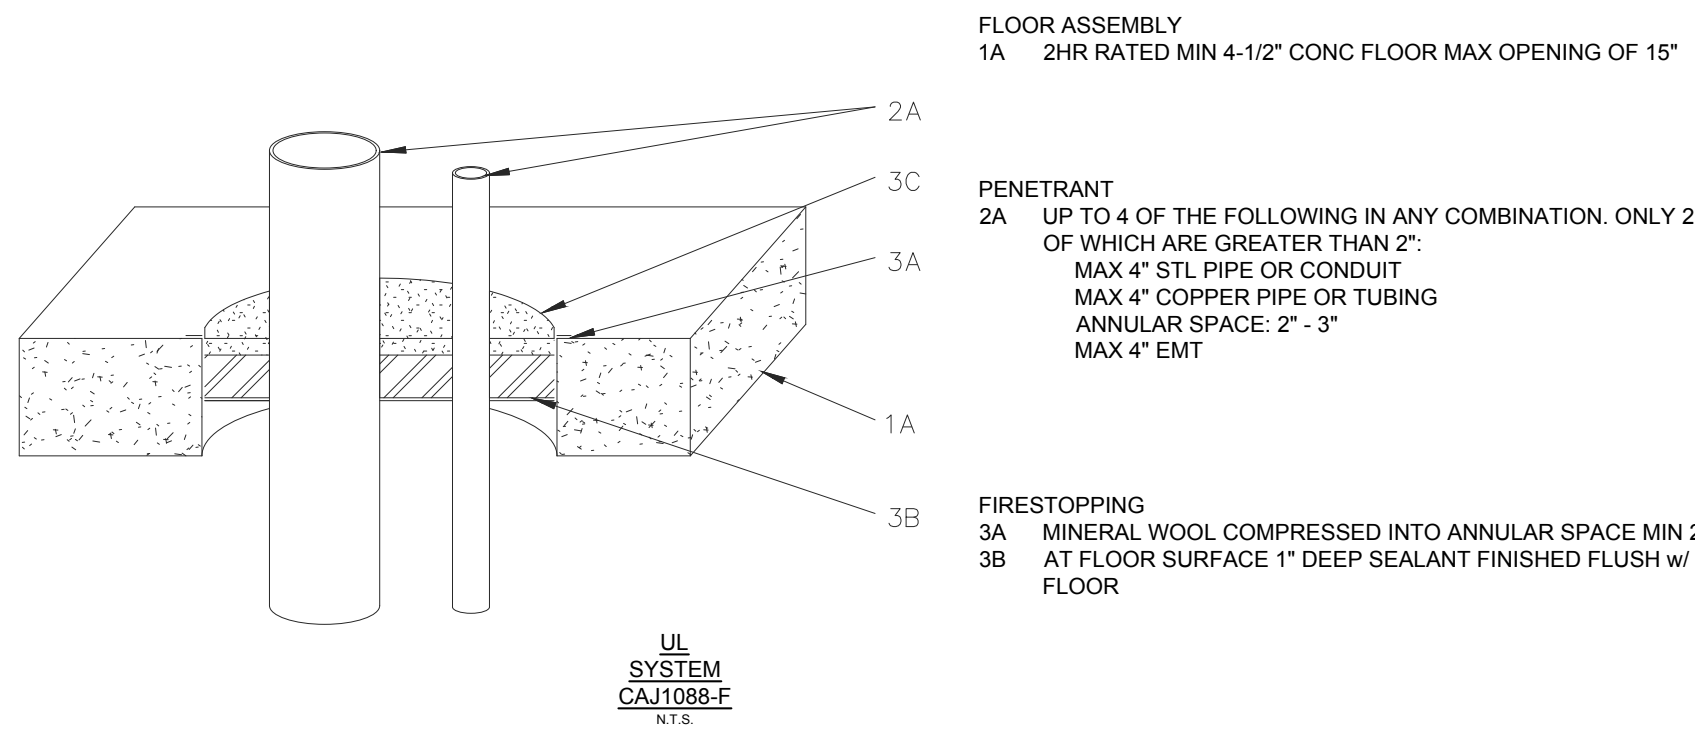 FLOOR ASSEMBLY
1A 2HR RATED MIN 4-1/2" CONC FLOOR MAX OPENING OF 15"
2A
3C
3A
1A
3B
PENETRANT
2A UP TO 4 OF THE FOLLOWING IN ANY COMBINATION. ONLY 2
OF WHICH ARE GREATER THAN 2":
MAX 4" STL PIPE OR CONDUIT
MAX 4" COPPER PIPE OR TUBING
ANNULAR SPACE: 2" - 3"
MAX 4" EMT
FIRESTOPPING
3A MINERAL WOOL COMPRESSED INTO ANNULAR SPACE MIN
3B AT FLOOR SURFACE 1" DEEP SEALANT FINISHED FLUSH w/
FLOOR
UL
SYSTEM
CAJ1088-F
N.T.S.